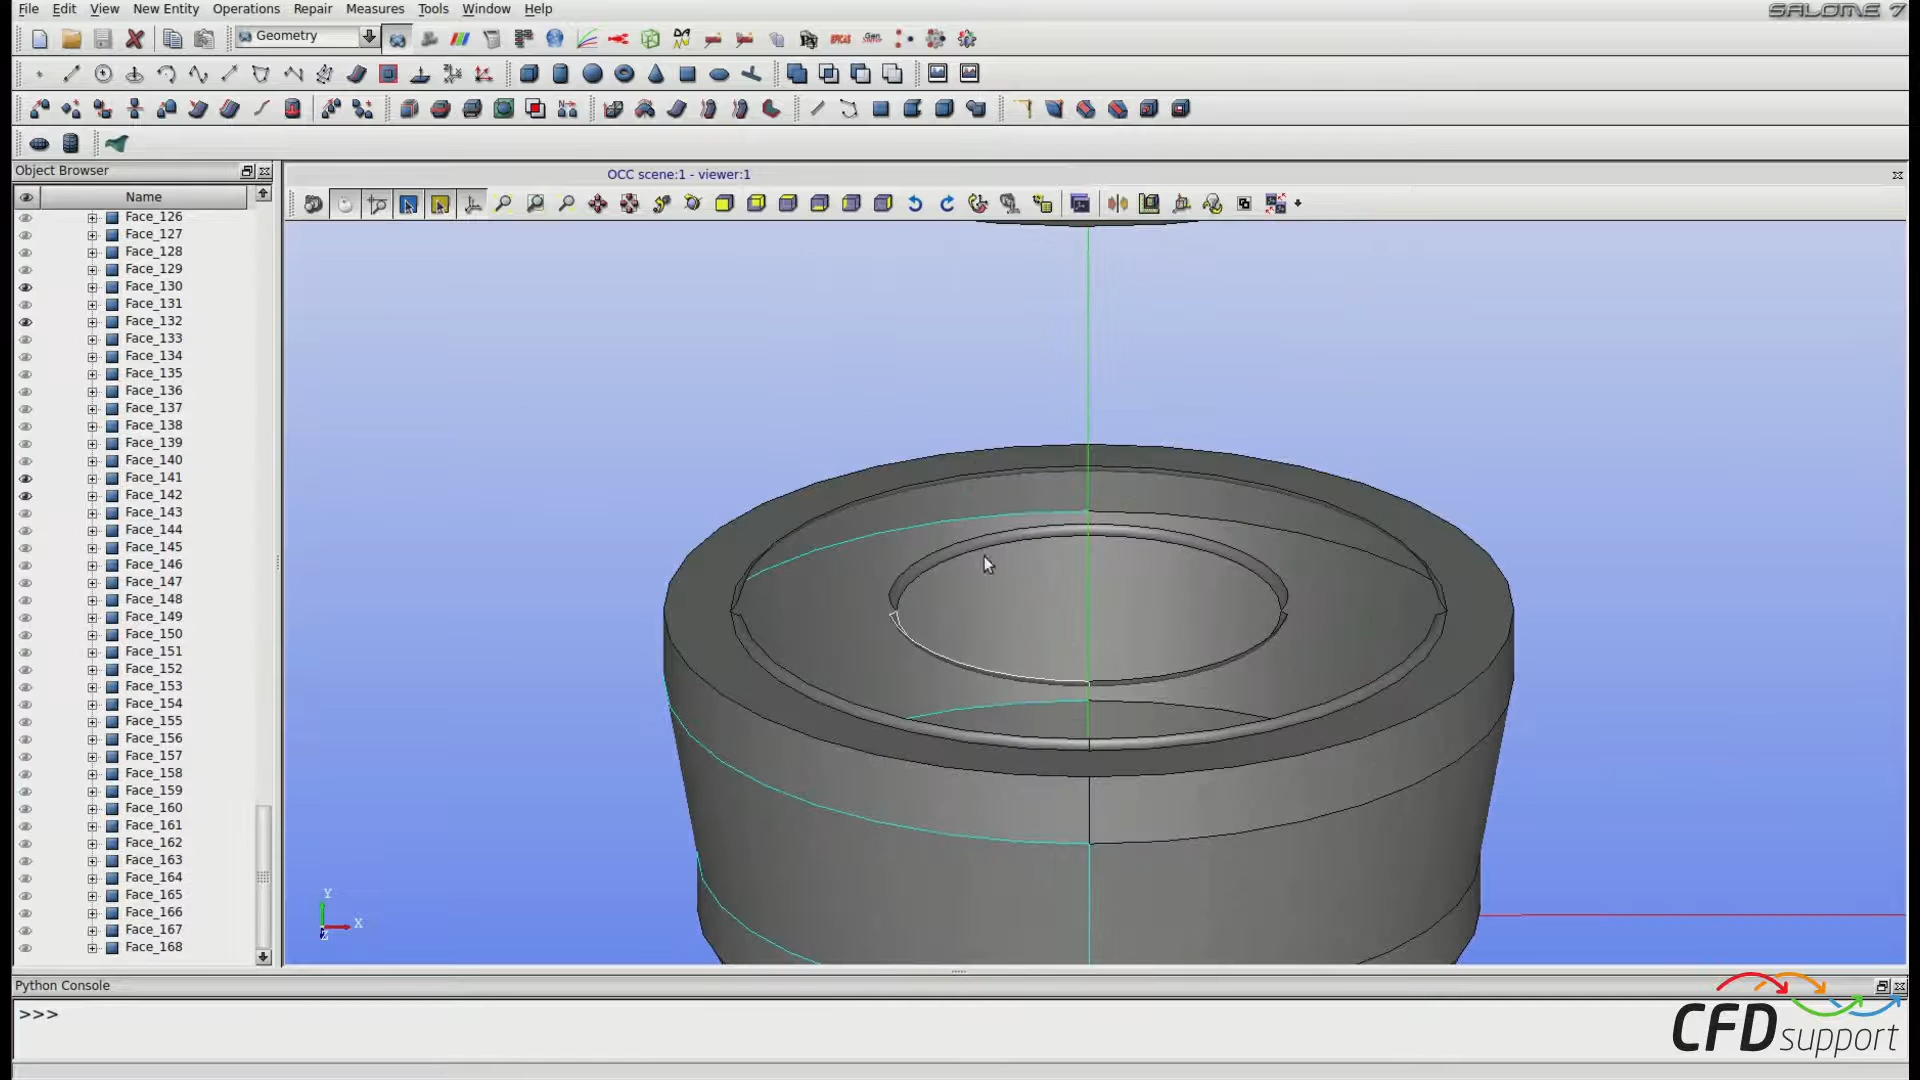 SALOME 7
File Edit View New Entity Operations Repair Measures Tools Window Help
Geometry
Object Browser
OCC scene:1 - viewer:1
Name
Face_126
Face_127
Face_128
Face_129
Face_130
Face_131
Face_132
Face_133
Face_134
Face_135
Face_136
Face_137
Face_138
Face_139
Face_140
Face_141
Face_142
Face_143
Face_144
Face_145
Face_146
Face_147
Face_148
Face_149
Face_150
Face_151
Face_152
Face_153
Face_154
Face_155
Face_156
Face_157
Face_158
Face_159
Face_160
Face_161
Face_162
Face_163
Face_164
Face_165
Face_166
Face_167
Face_168
Y
X
Z
Python Console
>>>
CFD support